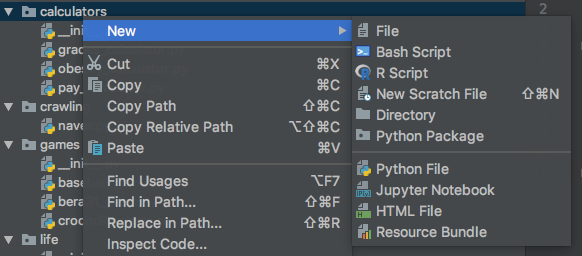 calculators
2
__ini
New
File
grad
Bash Script
obes
Cut ⌘X
R Script
pay_
Copy ⌘C
New Scratch File ⇧⌘N
crawling
Copy Path ⇧⌘C
Directory
nave
Copy Relative Path ⌥⇧⌘C
Python Package
games
Paste ⌘V
__ini
Python File
base
Find Usages ⌥F7
Jupyter Notebook
bera
Find in Path... ⇧⌘F
HTML File
croc
Replace in Path... ⇧⌘R
Resource Bundle
life
Inspect Code...